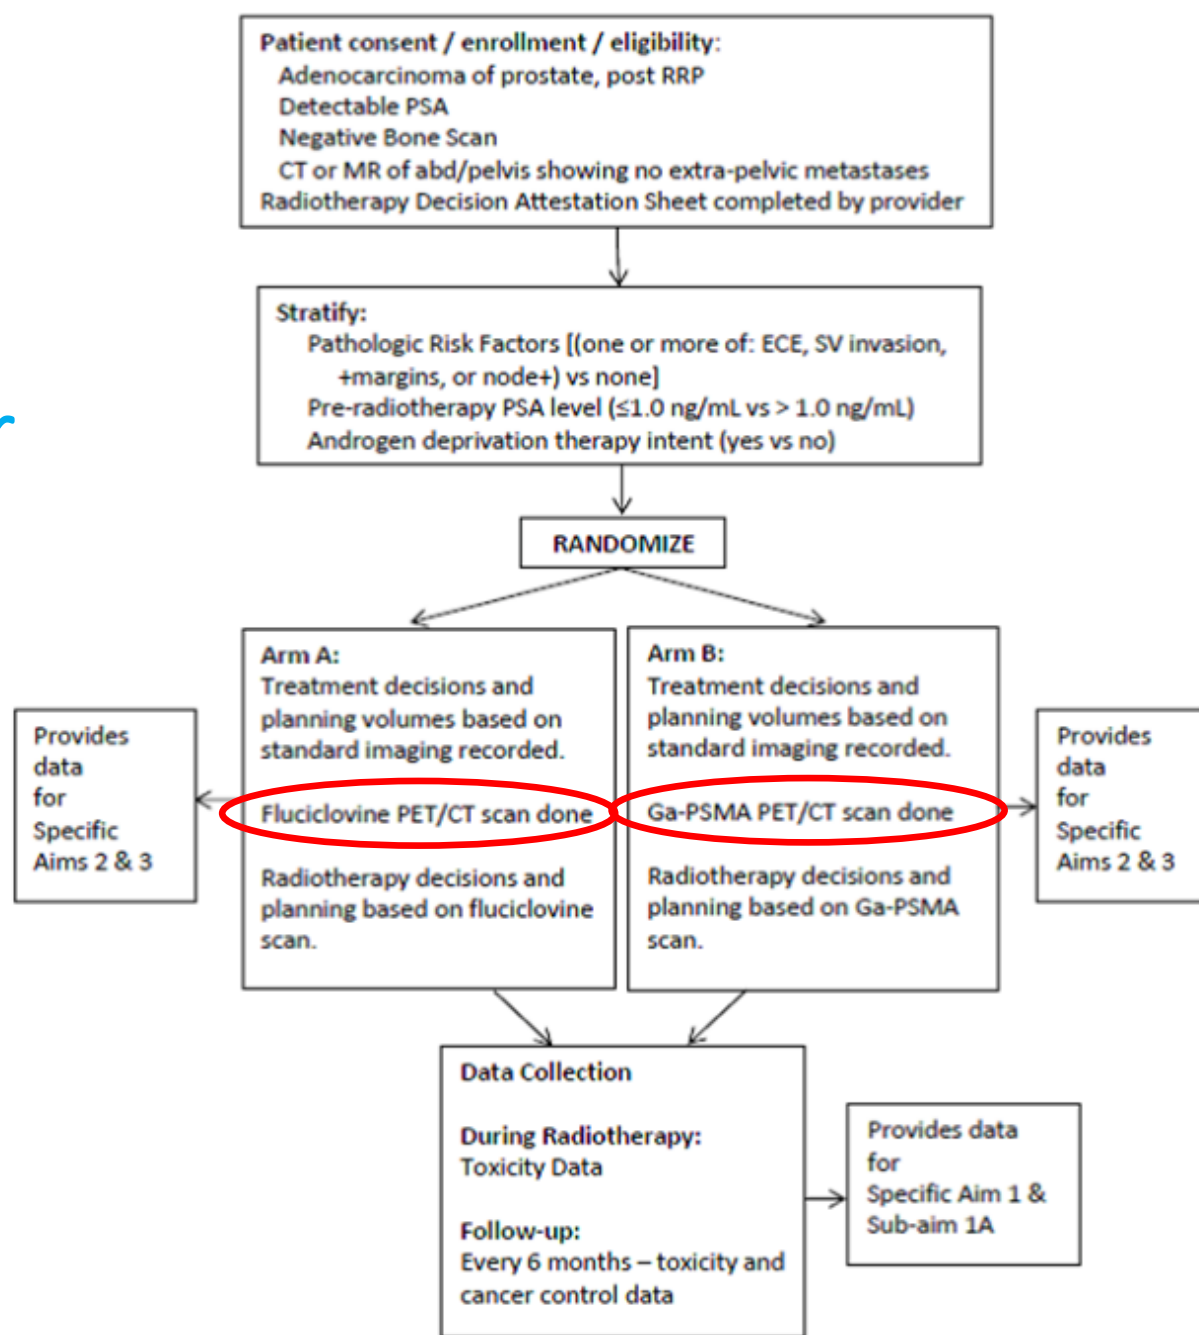 Patient consent / enrollment / eligibility:
Adenocarcinoma of prostate, post RRP
Detectable PSA
Negative Bone Scan
CT or MR of abd/pelvis showing no extra-pelvic metastases
Radiotherapy Decision Attestation Sheet completed by provider
Stratify:
Pathologic Risk Factors [(one or more of: ECE, SV invasion,
+margins, or node+) vs none]
Pre-radiotherapy PSA level (≤1.0 ng/mL vs > 1.0 ng/mL)
Androgen deprivation therapy intent (yes vs no)
RANDOMIZE
Arm A:
Treatment decisions and
planning volumes based on
standard imaging recorded.
Fluciclovine PET/CT scan done
Radiotherapy decisions and
planning based on fluciclovine
scan.
Arm B:
Treatment decisions and
planning volumes based on
standard imaging recorded.
Ga-PSMA PET/CT scan done
Radiotherapy decisions and
planning based on Ga-PSMA
scan.
Provides
data
for
Specific
Aims 2 & 3
Provides
data
for
Specific
Aims 2 & 3
Data Collection
During Radiotherapy:
Toxicity Data
Follow-up:
Every 6 months – toxicity and
cancer control data
Provides data
for
Specific Aim 1 &
Sub-aim 1A